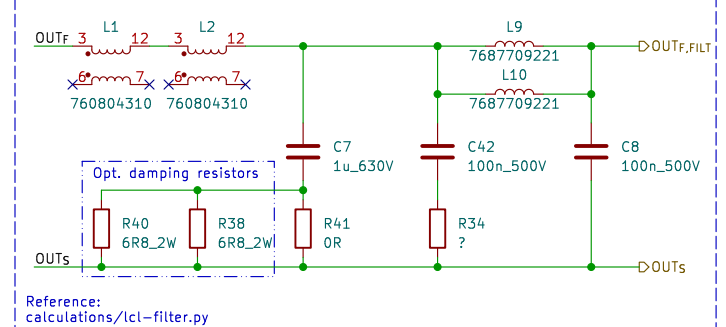 L1
L2
L9
OUTF
3
12
3
12
OUTF,FILT
7687709221
6
7
6
7
L10
760804310
760804310
7687709221
C7
C42
C8
1u_630V
100n_500V
100n_500V
Opt. damping resistors
R40
R38
R41
R34
6R8_2W
6R8_2W
0R
?
OUTS
OUTS
Reference:
calculations/lcl-filter.py